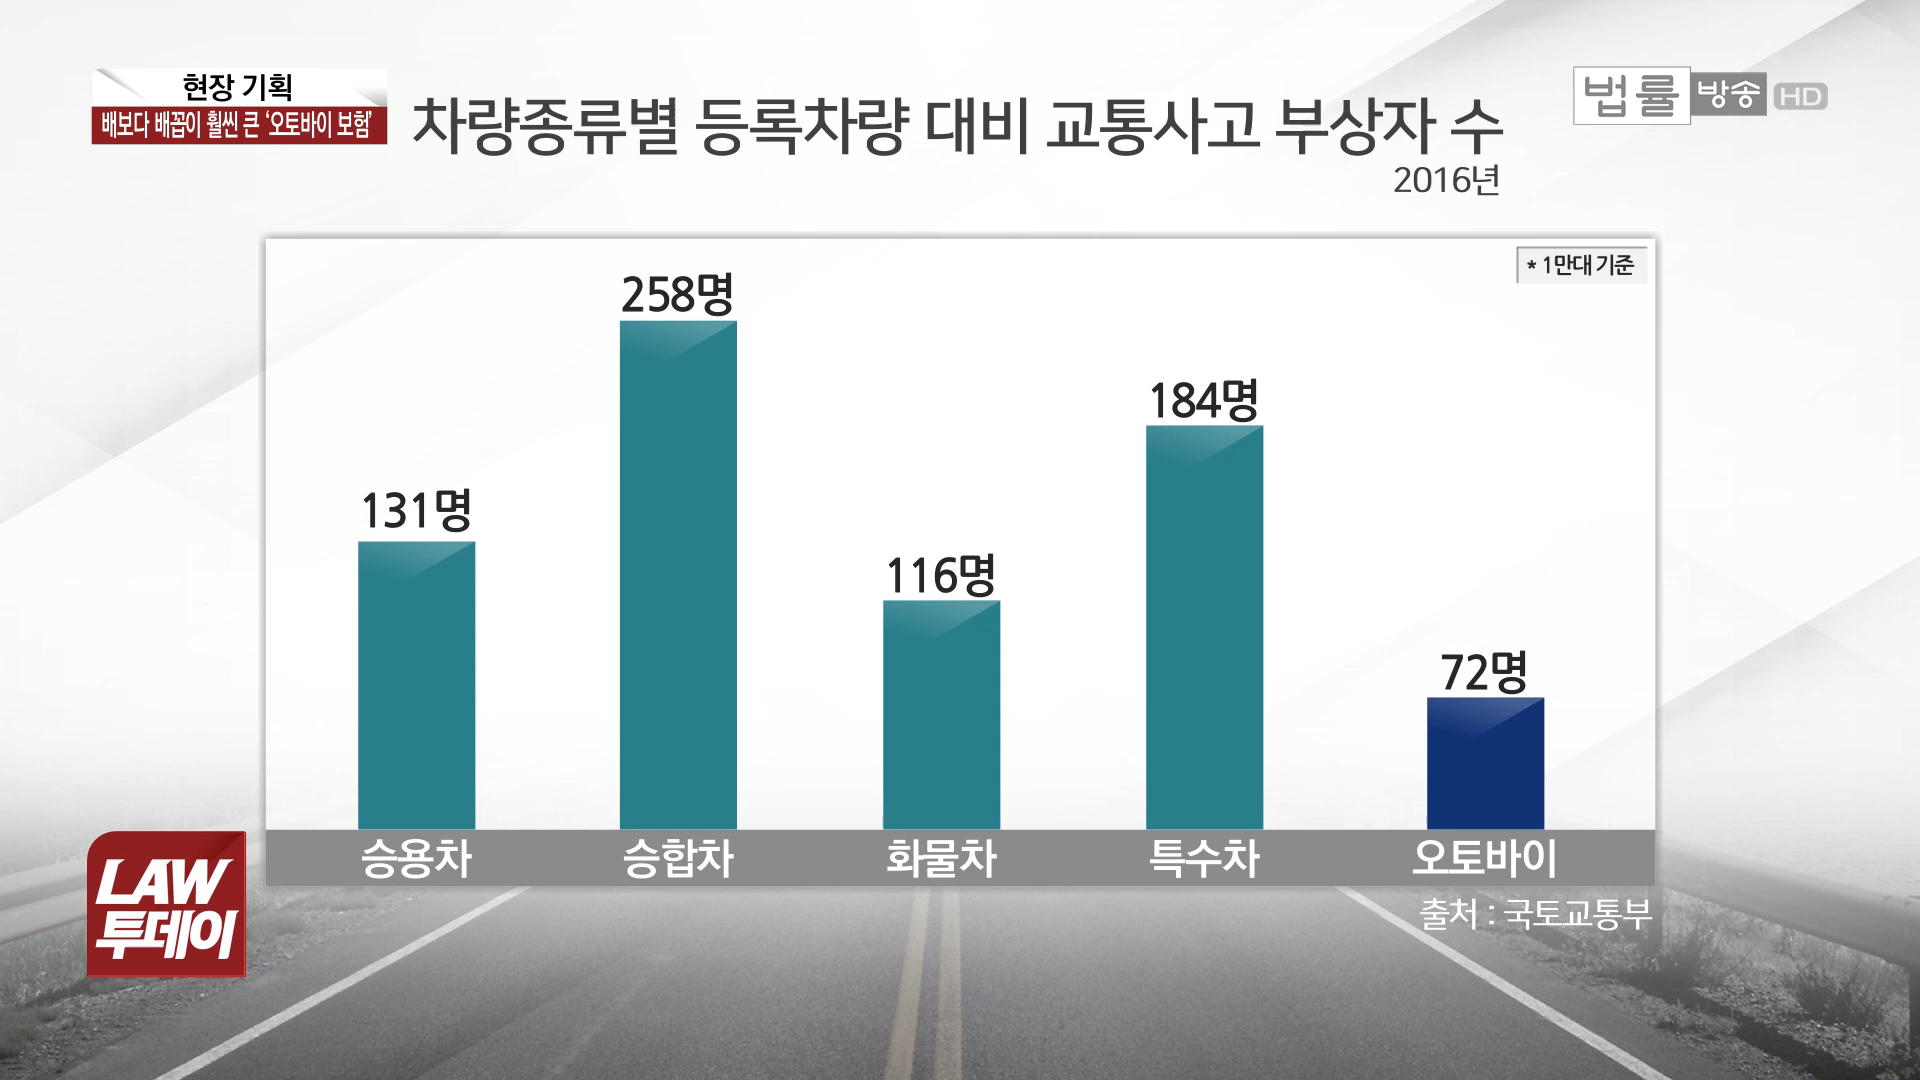 현장 기획
배보다 배꼽이 훨씬 큰 '오토바이 보험'
차량종류별 등록차량 대비 교통사고 부상자 수
2016년
법률방송 HD
* 1만대 기준
131명
258명
116명
184명
72명
승용차
승합차
화물차
특수차
오토바이
출처 : 국토교통부
LAW
투데이